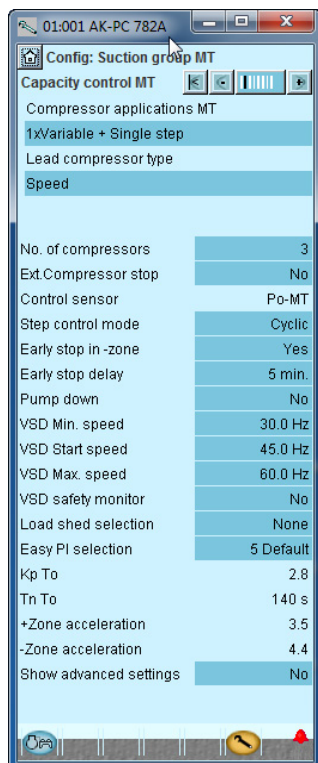 01:001 AK-PC 782A
Config: Suction group MT
Capacity control MT
Compressor applications MT
1xVariable + Single step
Lead compressor type
Speed
No. of compressors 3
Ext.Compressor stop No
Control sensor Po-MT
Step control mode Cyclic
Early stop in -zone Yes
Early stop delay 5 min.
Pump down No
VSD Min. speed 30.0 Hz
VSD Start speed 45.0 Hz
VSD Max. speed 60.0 Hz
VSD safety monitor No
Load shed selection None
Easy PI selection 5 Default
Kp To 2.8
Tn To 140 s
+Zone acceleration 3.5
-Zone acceleration 4.4
Show advanced settings No